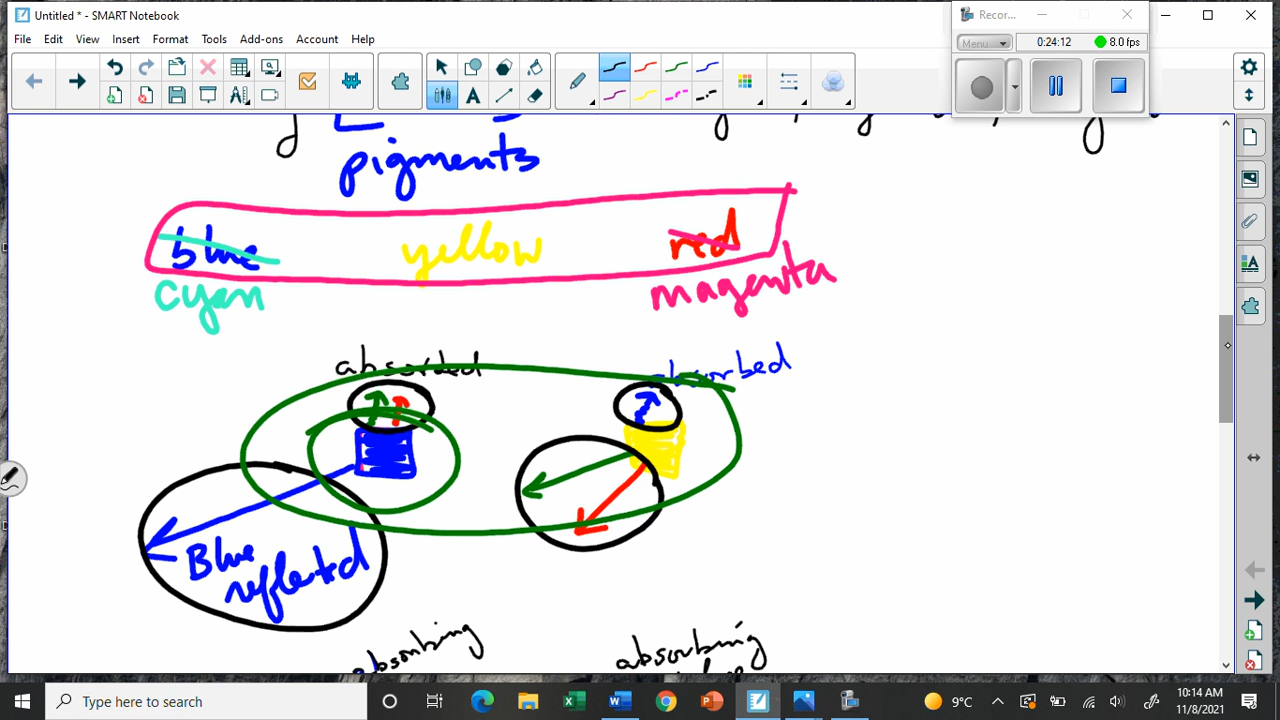 Untitled * - SMART Notebook
Recor...
File Edit View Insert Format Tools Add-ons Account Help
Menu 0:24:12 8.0 fps
pigments
blue yellow red
cyan magenta
absorbed absorbed
Blue
reflected
absorbing absorbing
Type here to search
9°C
10:14 AM
11/8/2021